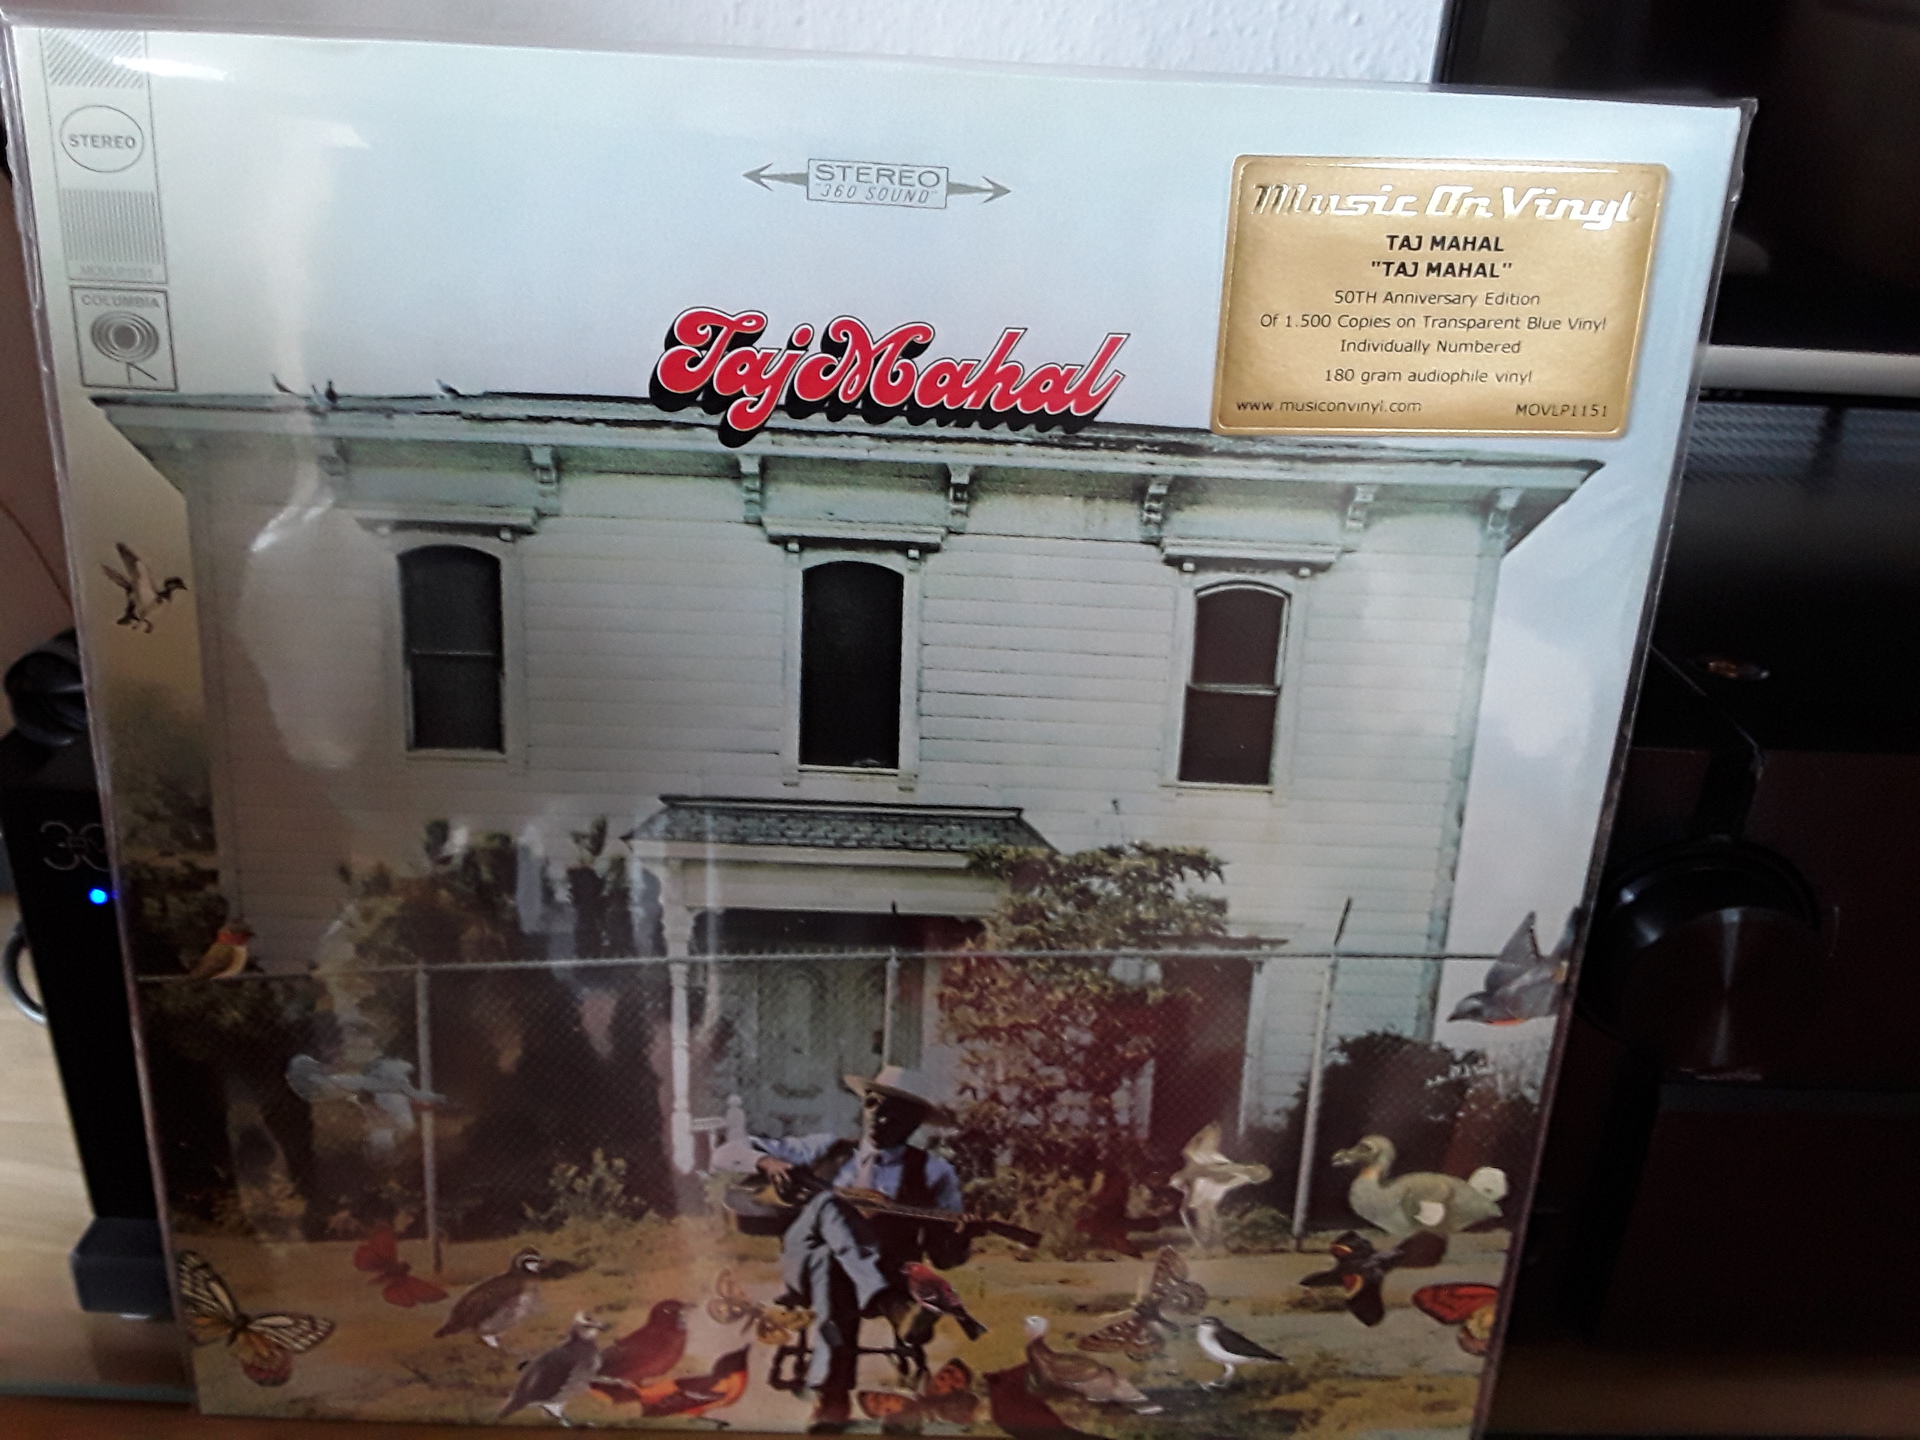 STEREO
MOVLP1151
COLUMBIA
STEREO
"360 SOUND"
Taj Mahal
Music On Vinyl
TAJ MAHAL
"TAJ MAHAL"
50TH Anniversary Edition
Of 1.500 Copies on Transparent Blue Vinyl
Individually Numbered
180 gram audiophile vinyl
www.musiconvinyl.com MOVLP1151